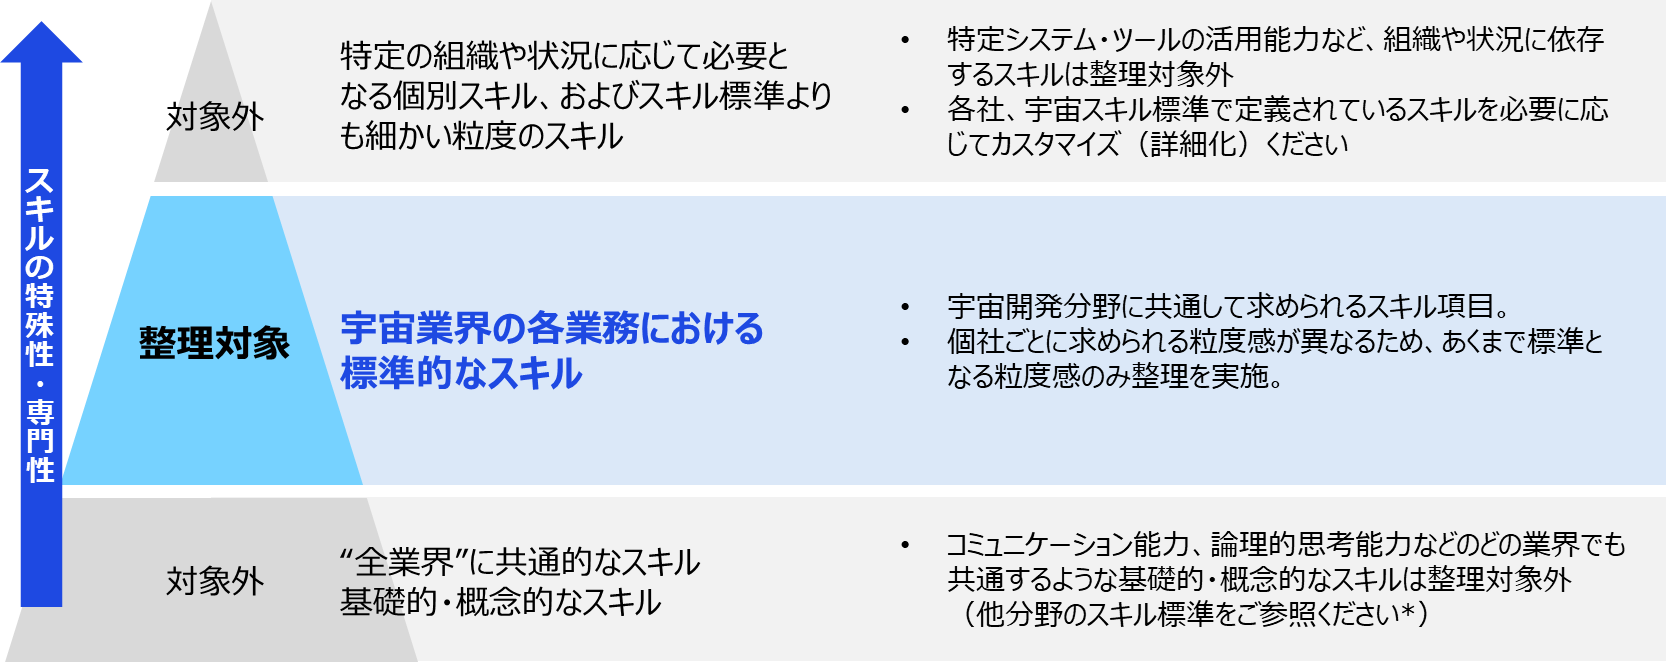 スキルの特殊性・専門性
対象外
特定の組織や状況に応じて必要と
なる個別スキル、およびスキル標準より
も細かい粒度のスキル
• 特定システム・ツールの活用能力など、組織や状況に依存
するスキルは整理対象外
• 各社、宇宙スキル標準で定義されているスキルを必要に応
じてカスタマイズ（詳細化）ください
整理対象
宇宙業界の各業務における
標準的なスキル
• 宇宙開発分野に共通して求められるスキル項目。
• 個社ごとに求められる粒度感が異なるため、あくまで標準と
なる粒度感のみ整理を実施。
対象外
“全業界”に共通的なスキル
基礎的・概念的なスキル
• コミュニケーション能力、論理的思考能力などのどの業界でも
共通するような基礎的・概念的なスキルは整理対象外
（他分野のスキル標準をご参照ください*）